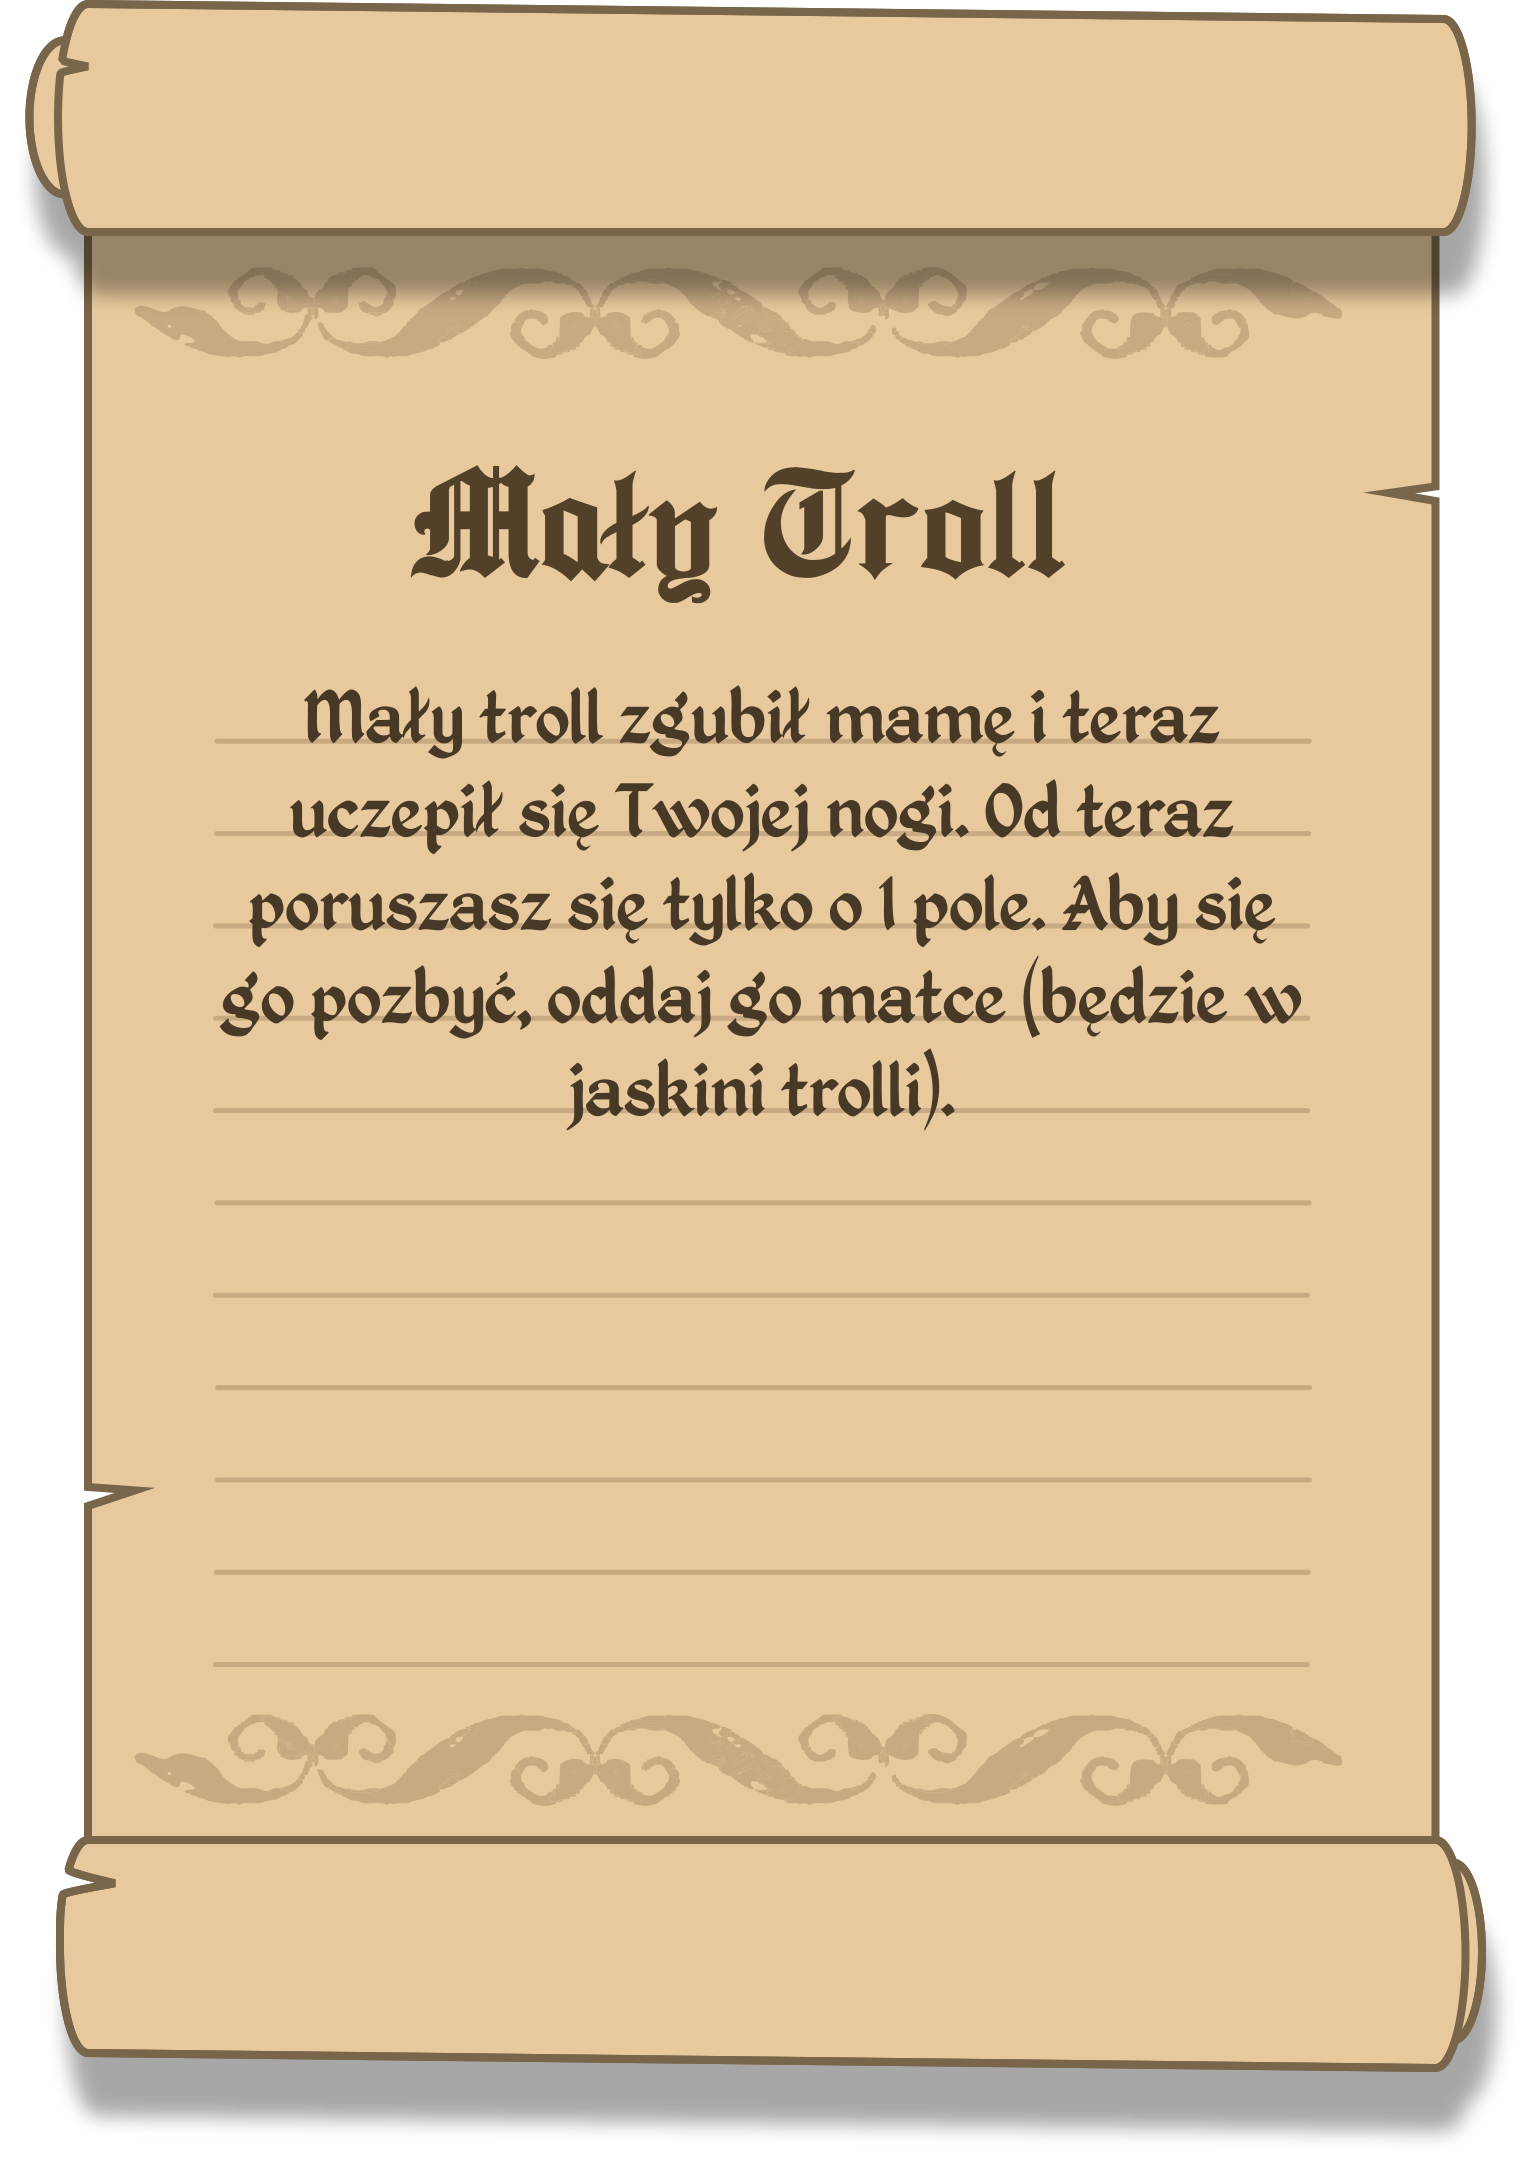 Mały Troll
Mały troll zgubił mamę i teraz
uczepił się Twojej nogi. Od teraz
poruszasz się tylko o 1 pole. Aby się
go pozbyć, oddaj go matce (będzie w
jaskini trolli).